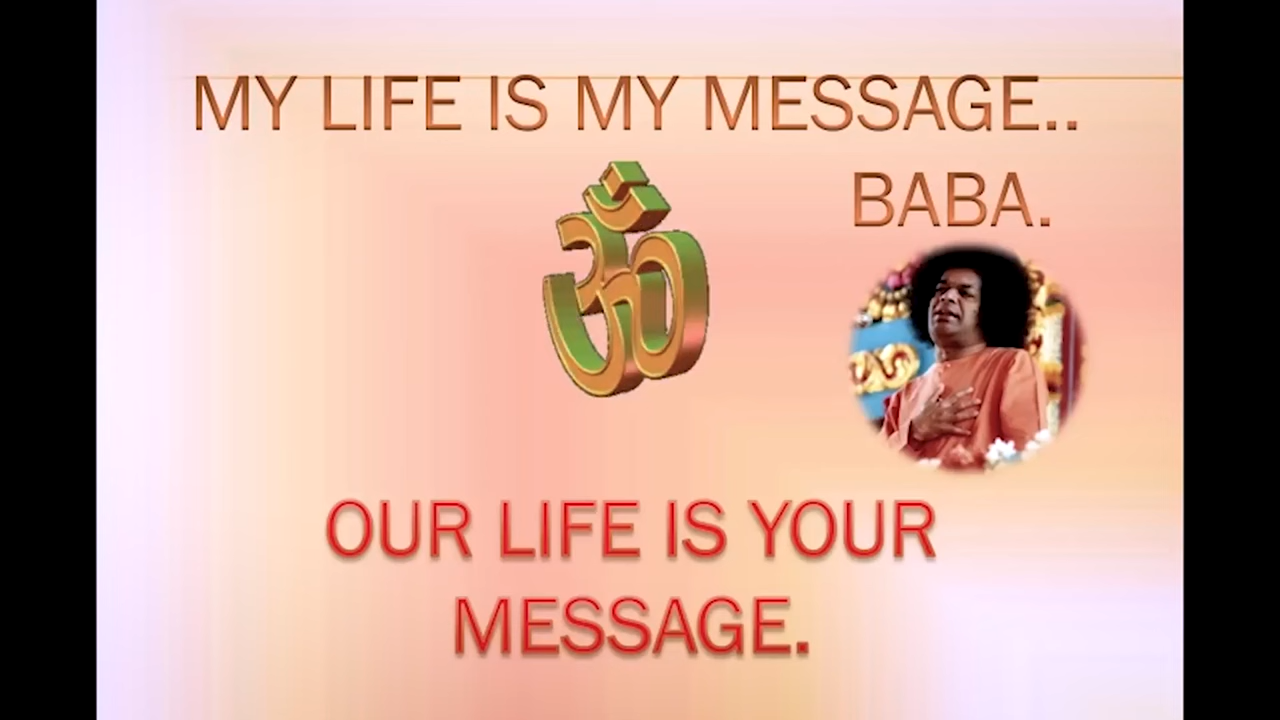 MY LIFE IS MY MESSAGE..
BABA.
ॐ
OUR LIFE IS YOUR
MESSAGE.